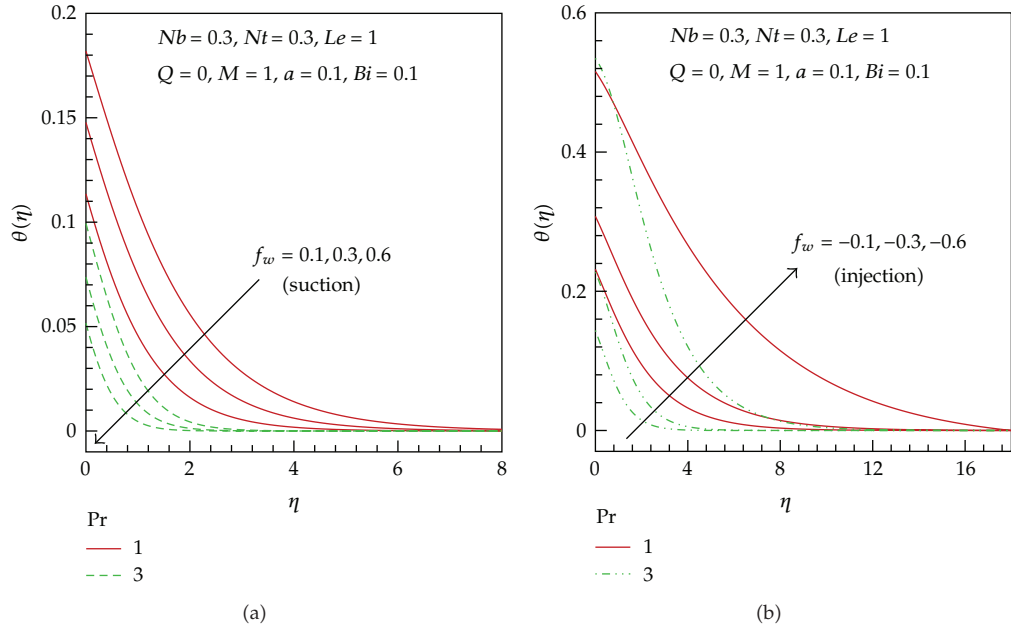 Nb = 0.3, Nt = 0.3, Le = 1
Q = 0, M = 1, a = 0.1, Bi = 0.1
0.2
0.15
0.1
0.05
0
θ(η)
f_w = 0.1, 0.3, 0.6
(suction)
0 2 4 6 8
η
Pr
1
3
(a)
Nb = 0.3, Nt = 0.3, Le = 1
Q = 0, M = 1, a = 0.1, Bi = 0.1
0.6
0.4
0.2
0
θ(η)
f_w = −0.1, −0.3, −0.6
(injection)
0 4 8 12 16
η
Pr
1
3
(b)